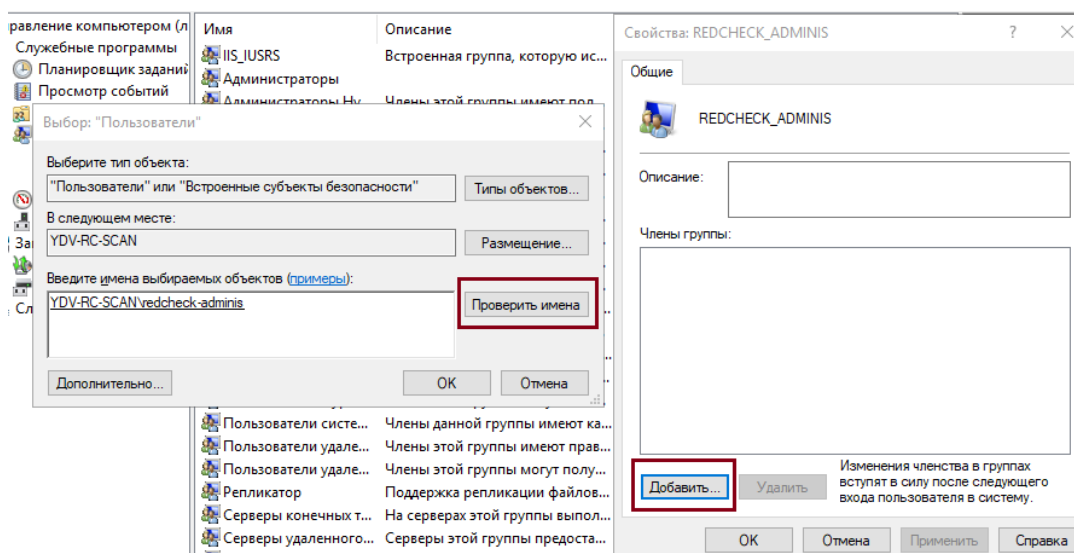 равление компьютером (л
Служебные программы
Планировщик заданий
Просмотр событий
За
Сл
Имя
Описание
IIS_IUSRS
Встроенная группа, которую ис...
Администраторы
Администраторы Hy
Члены этой группы имеют пол
Выбор: "Пользователи"
Выберите тип объекта:
"Пользователи" или "Встроенные субъекты безопасности"
Типы объектов...
В следующем месте:
YDV-RC-SCAN
Размещение...
Введите имена выбираемых объектов (примеры):
YDV-RC-SCAN\redcheck-adminis
Проверить имена
Дополнительно...
OK
Отмена
Пользователи систе...
Члены данной группы имеют ка...
Пользователи удале...
Члены этой группы имеют прав...
Пользователи удале...
Члены этой группы могут полу...
Репликатор
Поддержка репликации файлов...
Серверы конечных т...
На серверах этой группы выпол...
Серверы удаленного...
Серверы этой группы предоста...
Свойства: REDCHECK_ADMINIS
?
Общие
REDCHECK_ADMINIS
Описание:
Члены группы:
Добавить...
Удалить
Изменения членства в группах
вступят в силу после следующего
входа пользователя в систему.
OK
Отмена
Применить
Справка